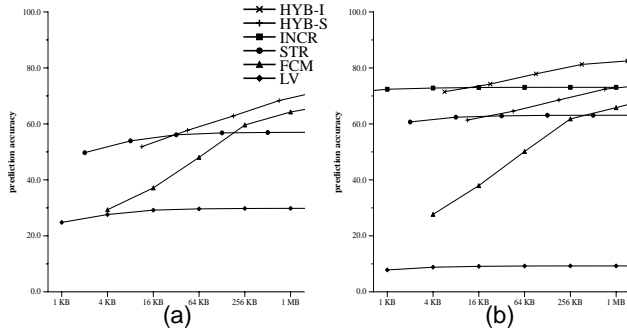 HYB-I
HYB-S
INCR
STR
FCM
LV
100.0
80.0
60.0
40.0
20.0
0.0
prediction accuracy
1 KB
4 KB
16 KB
64 KB
256 KB
1 MB
(a)
100.0
80.0
60.0
40.0
20.0
0.0
prediction accuracy
1 KB
4 KB
16 KB
64 KB
256 KB
1 MB
(b)